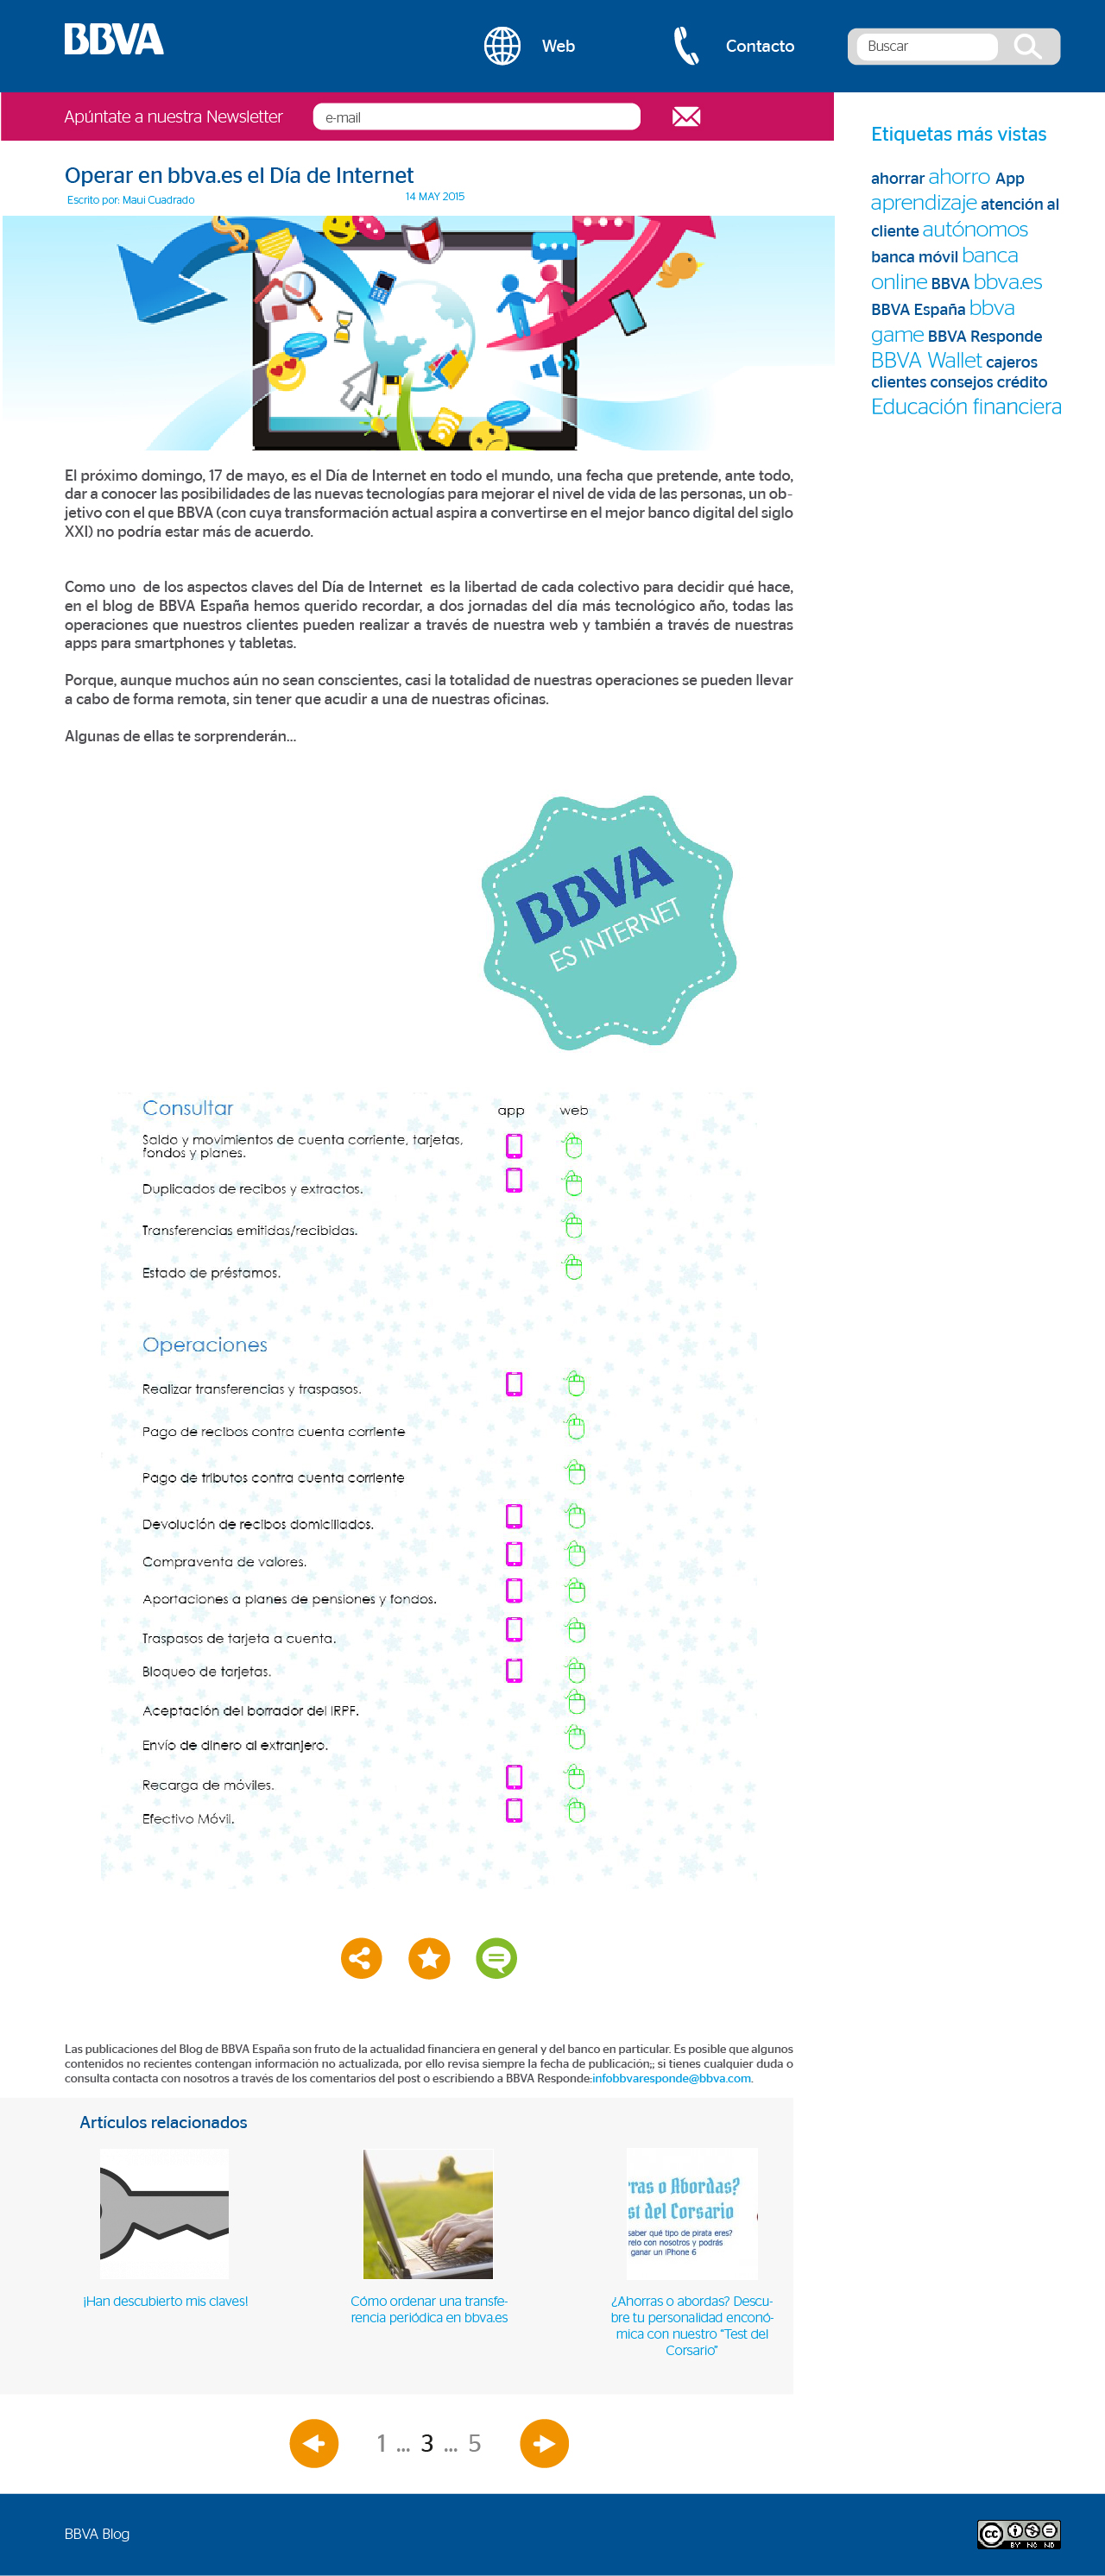 BBVA
Web
Contacto
Buscar
Apúntate a nuestra Newsletter
e-mail
Operar en bbva.es el Día de Internet
Escrito por: Maui Cuadrado
14 MAY 2015
Etiquetas más vistas
ahorrar ahorro App
aprendizaje atención al
cliente autónomos
banca móvil banca
online BBVA bbva.es
BBVA España bbva
game BBVA Responde
BBVA Wallet cajeros
clientes consejos crédito
Educación financiera
El próximo domingo, 17 de mayo, es el Día de Internet en todo el mundo, una fecha que pretende, ante todo,
dar a conocer las posibilidades de las nuevas tecnologías para mejorar el nivel de vida de las personas, un ob-
jetivo con el que BBVA (con cuya transformación actual aspira a convertirse en el mejor banco digital del siglo
XXI) no podría estar más de acuerdo.
Como uno de los aspectos claves del Día de Internet es la libertad de cada colectivo para decidir qué hace,
en el blog de BBVA España hemos querido recordar, a dos jornadas del día más tecnológico año, todas las
operaciones que nuestros clientes pueden realizar a través de nuestra web y también a través de nuestras
apps para smartphones y tabletas.
Porque, aunque muchos aún no sean conscientes, casi la totalidad de nuestras operaciones se pueden llevar
a cabo de forma remota, sin tener que acudir a una de nuestras oficinas.
Algunas de ellas te sorprenderán...
BBVA
ES INTERNET
Consultar
app web
Saldo y movimientos de cuenta corriente, tarjetas,
fondos y planes.
Duplicados de recibos y extractos.
Transferencias emitidas/recibidas.
Estado de préstamos.
Operaciones
Realizar transferencias y traspasos.
Pago de recibos contra cuenta corriente
Pago de tributos contra cuenta corriente
Devolución de recibos domiciliados.
Compraventa de valores.
Aportaciones a planes de pensiones y fondos.
Traspasos de tarjeta a cuenta.
Bloqueo de tarjetas.
Aceptación del borrador del IRPF.
Envío de dinero al extranjero.
Recarga de móviles.
Efectivo Móvil.
Las publicaciones del Blog de BBVA España son fruto de la actualidad financiera en general y del banco en particular. Es posible que algunos
contenidos no recientes contengan información no actualizada, por ello revisa siempre la fecha de publicación;; si tienes cualquier duda o
consulta contacta con nosotros a través de los comentarios del post o escribiendo a BBVA Responde:infobbvaresponde@bbva.com.
Artículos relacionados
rras o Abordas?
st del Corsario
saber qué tipo de pirata eres?
relo con nosotros y podrás
ganar un iPhone 6
¡Han descubierto mis claves!
Cómo ordenar una transfe-
rencia periódica en bbva.es
¿Ahorras o abordas? Descu-
bre tu personalidad enconó-
mica con nuestro "Test del
Corsario"
1 ... 3 ... 5
BBVA Blog
cc BY NC ND